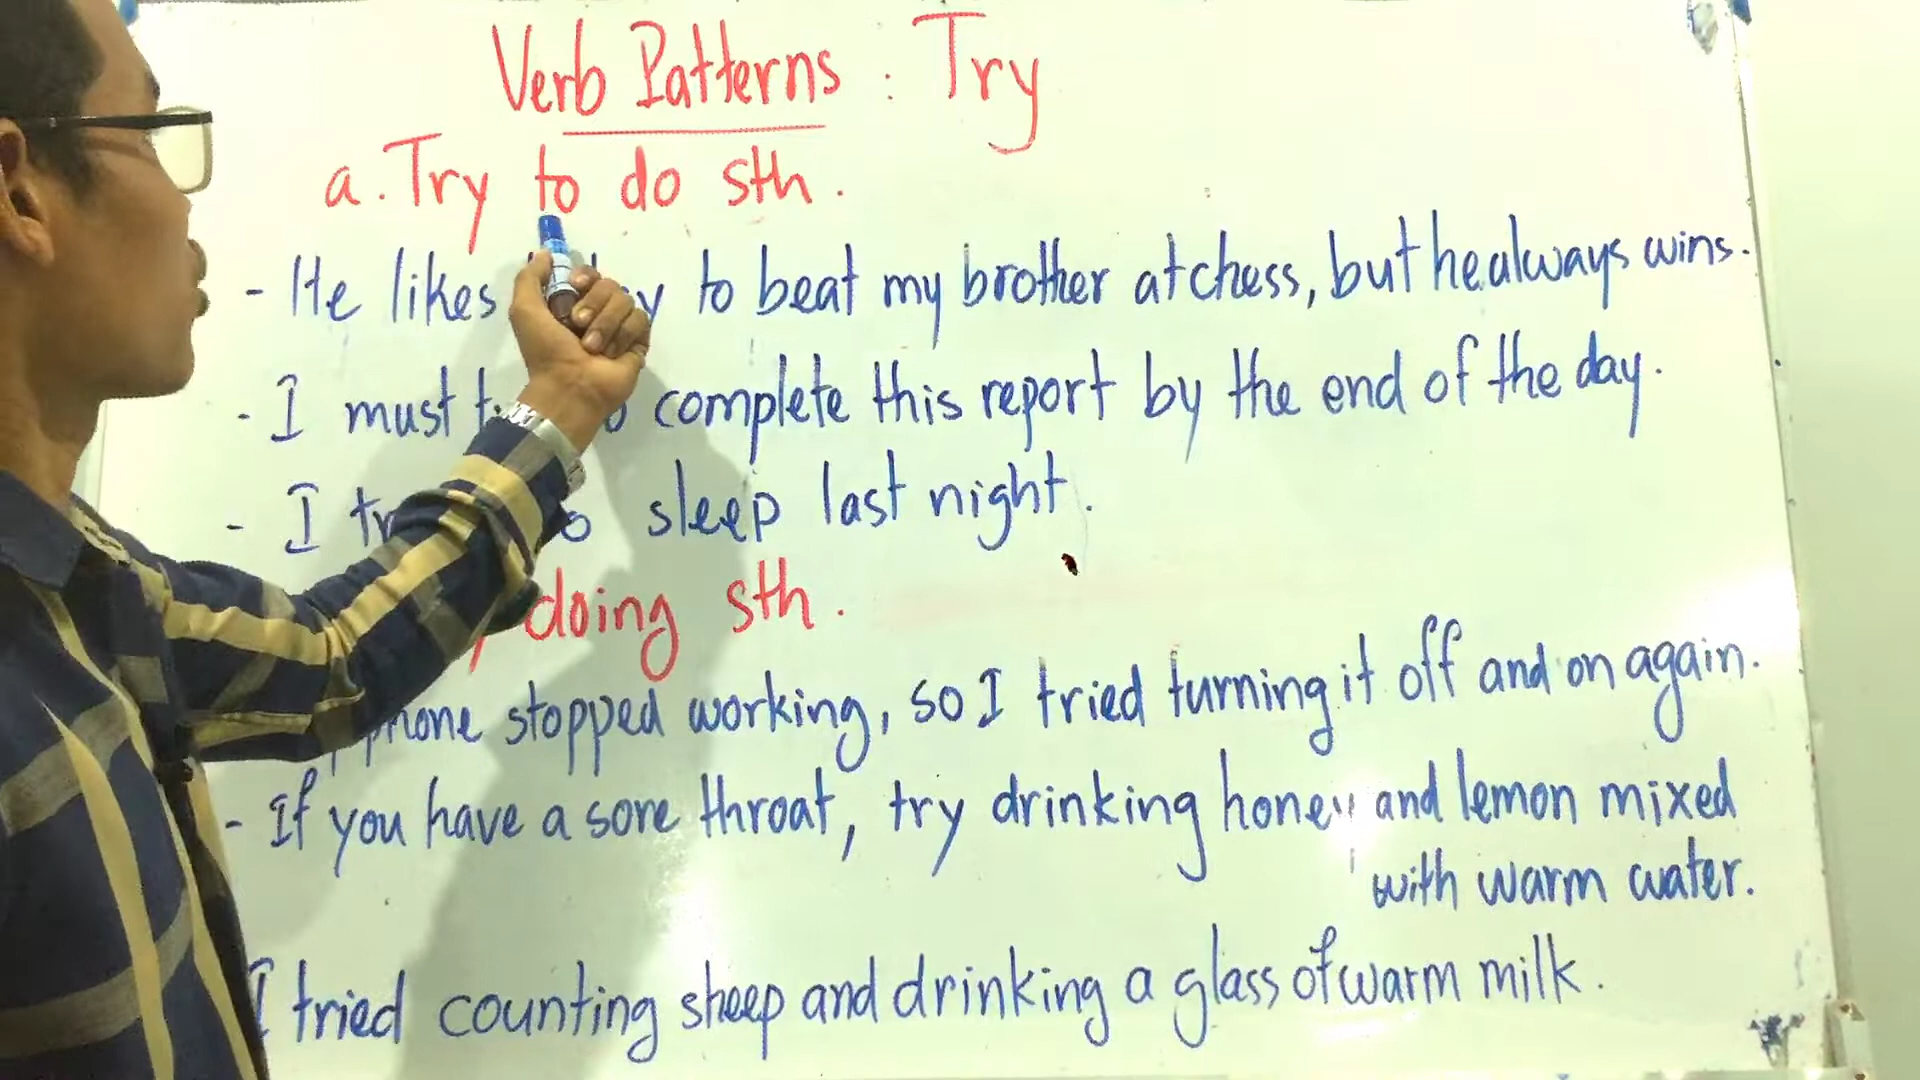 Verb Patterns : Try
a. Try to do sth.
- He likes to beat my brother at chess, but he always wins.
- I must complete this report by the end of the day.
- I sleep last night.
doing sth.
phone stopped working, so I tried turning it off and on again.
- If you have a sore throat, try drinking honey and lemon mixed
with warm water.
I tried counting sheep and drinking a glass of warm milk.